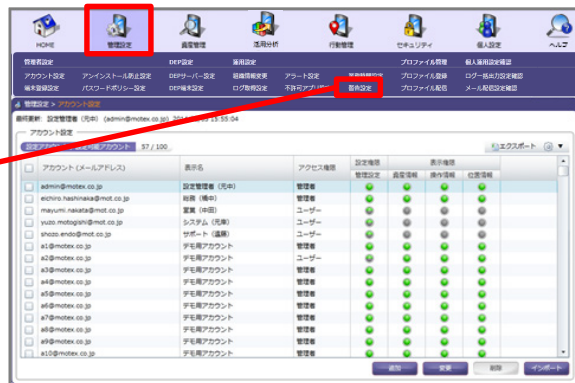 HOME 管理設定 資産管理 活用分析 行動管理 セキュリティ 個人設定 ヘルプ
管理者設定 DEP設定 運用設定 プロファイル管理 個人運用設定確認
アカウント設定 アンインストール防止設定 DEPサーバー設定 組織情報変更 アラート設定 プロファイル登録 ログ一括出力設定確認
端末登録設定 パスワードポリシー設定 DEP端末設定 ログ取得設定 不許可アプリ 警告設定 プロファイル配信 メール配信設定確認
管理設定 > アカウント設定
最終更新: 設定管理者 (元中) (admin@motex.co.jp) 15:55:04
アカウント設定
設定アカウント アカウント 57 / 100 エクスポート
設定権限 表示権限
アカウント (メールアドレス) 表示名 アクセス権限 管理設定 資産情報 操作情報 位置情報
admin@motex.co.jp 設定管理者 (元中) 管理者
eichiro.hashinaka@mot.co.jp 総務 (橋中) 管理者
mayumi.nakata@mot.co.jp 営業 (中田) ユーザー
yuzo.motogishi@mot.co.jp システム (元岸) ユーザー
shozo.endo@mot.co.jp サポート (遠藤) ユーザー
a1@motex.co.jp デモ用アカウント 管理者
a2@motex.co.jp デモ用アカウント ユーザー
a3@motex.co.jp デモ用アカウント 管理者
a4@motex.co.jp デモ用アカウント 管理者
a5@motex.co.jp デモ用アカウント 管理者
a6@motex.co.jp デモ用アカウント 管理者
a7@motex.co.jp デモ用アカウント 管理者
a8@motex.co.jp デモ用アカウント 管理者
a9@motex.co.jp デモ用アカウント 管理者
a10@motex.co.jp デモ用アカウント 管理者
追加 変更 削除 インポート